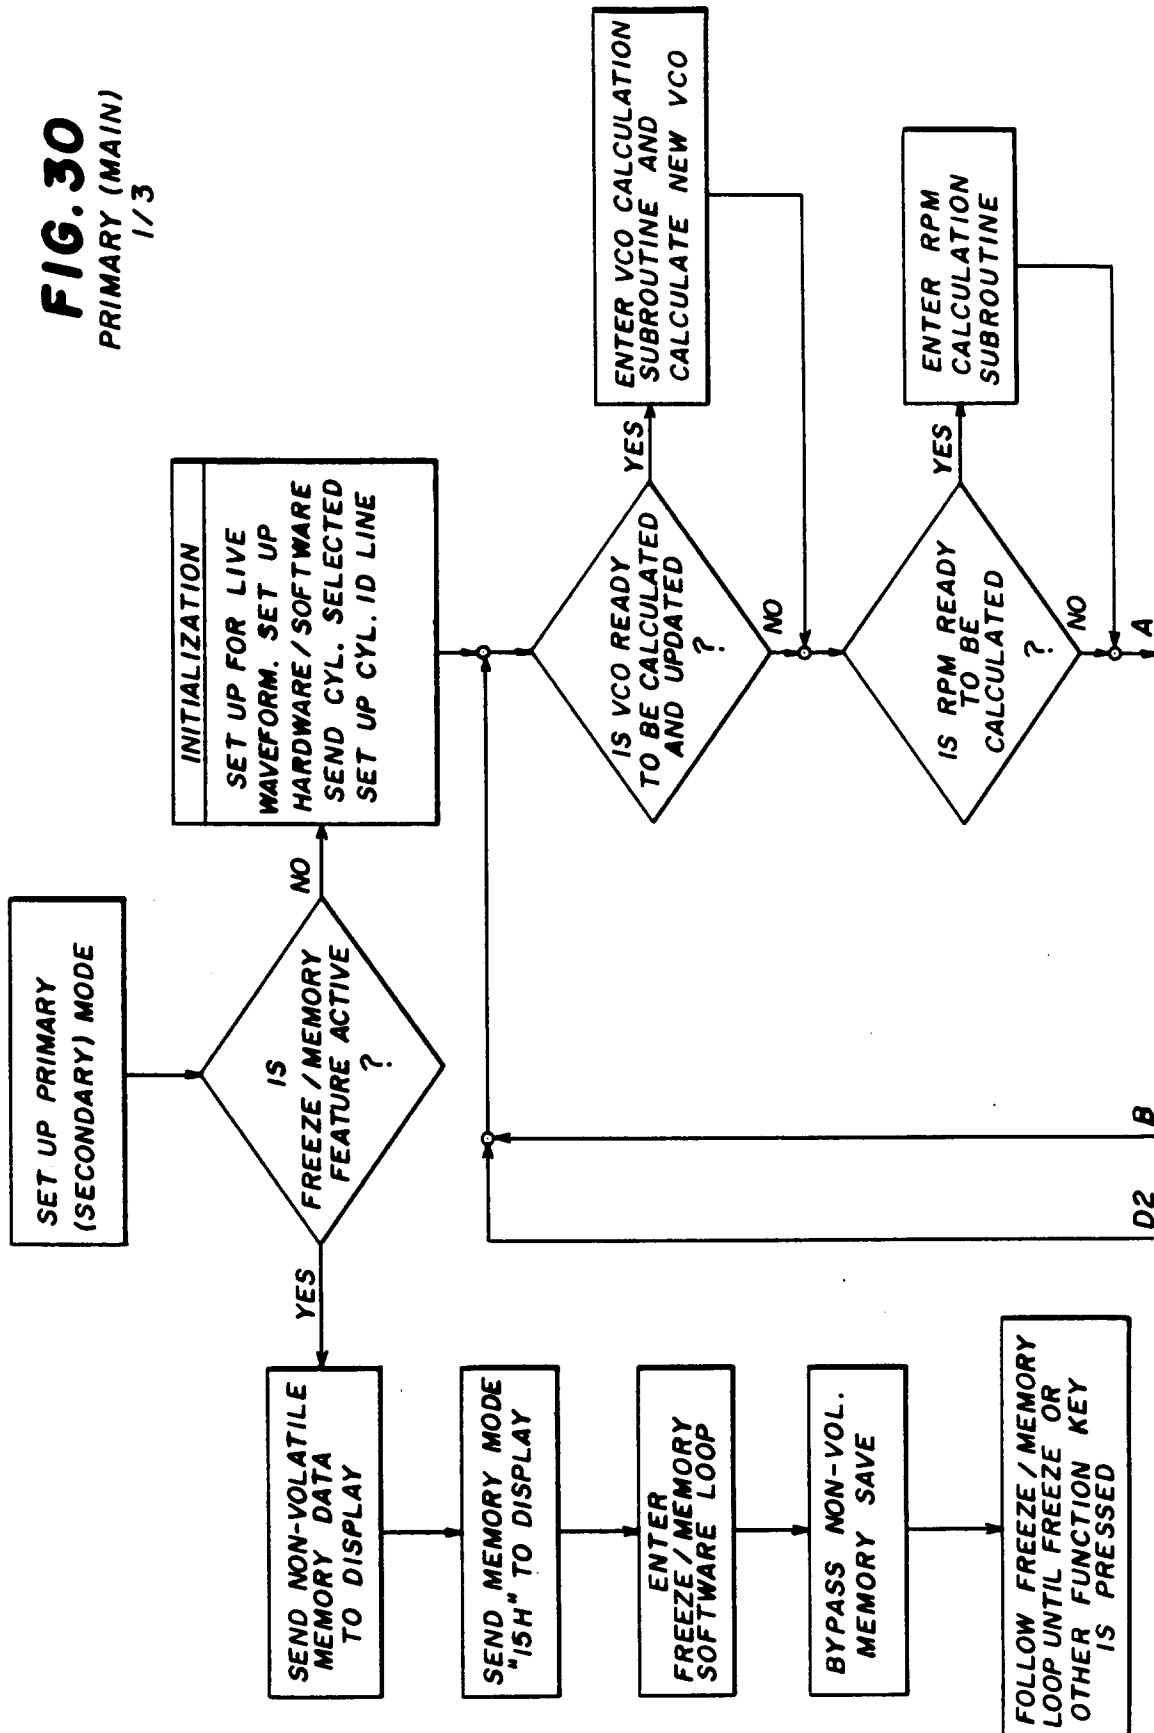 FIG. 30
PRIMARY (MAIN)
1/3
SET UP PRIMARY
(SECONDARY) MODE
IS
FREEZE/MEMORY
FEATURE ACTIVE
?
YES
NO
SEND NON-VOLATILE
MEMORY DATA
TO DISPLAY
SEND MEMORY MODE
"15H" TO DISPLAY
ENTER
FREEZE/MEMORY
SOFTWARE LOOP
BYPASS NON-VOL.
MEMORY SAVE
FOLLOW FREEZE/MEMORY
LOOP UNTIL FREEZE OR
OTHER FUNCTION KEY
IS PRESSED
INITIALIZATION
SET UP FOR LIVE
WAVEFORM. SET UP
HARDWARE/SOFTWARE
SEND CYL. SELECTED
SET UP CYL. ID LINE
IS VCO READY
TO BE CALCULATED
AND UPDATED
?
YES
NO
ENTER VCO CALCULATION
SUBROUTINE AND
CALCULATE NEW VCO
IS RPM READY
TO BE
CALCULATED
?
YES
NO
ENTER RPM
CALCULATION
SUBROUTINE
D2
B
A